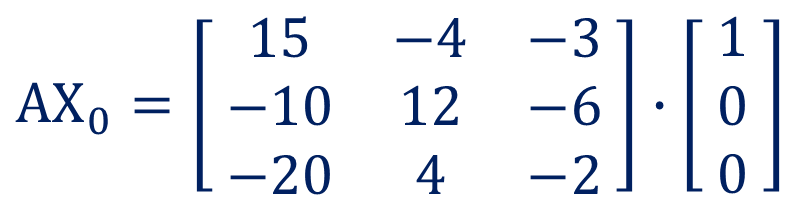 AX₀ = [ 15 −4 −3 ; −10 12 −6 ; −20 4 −2 ] · [ 1 ; 0 ; 0 ]